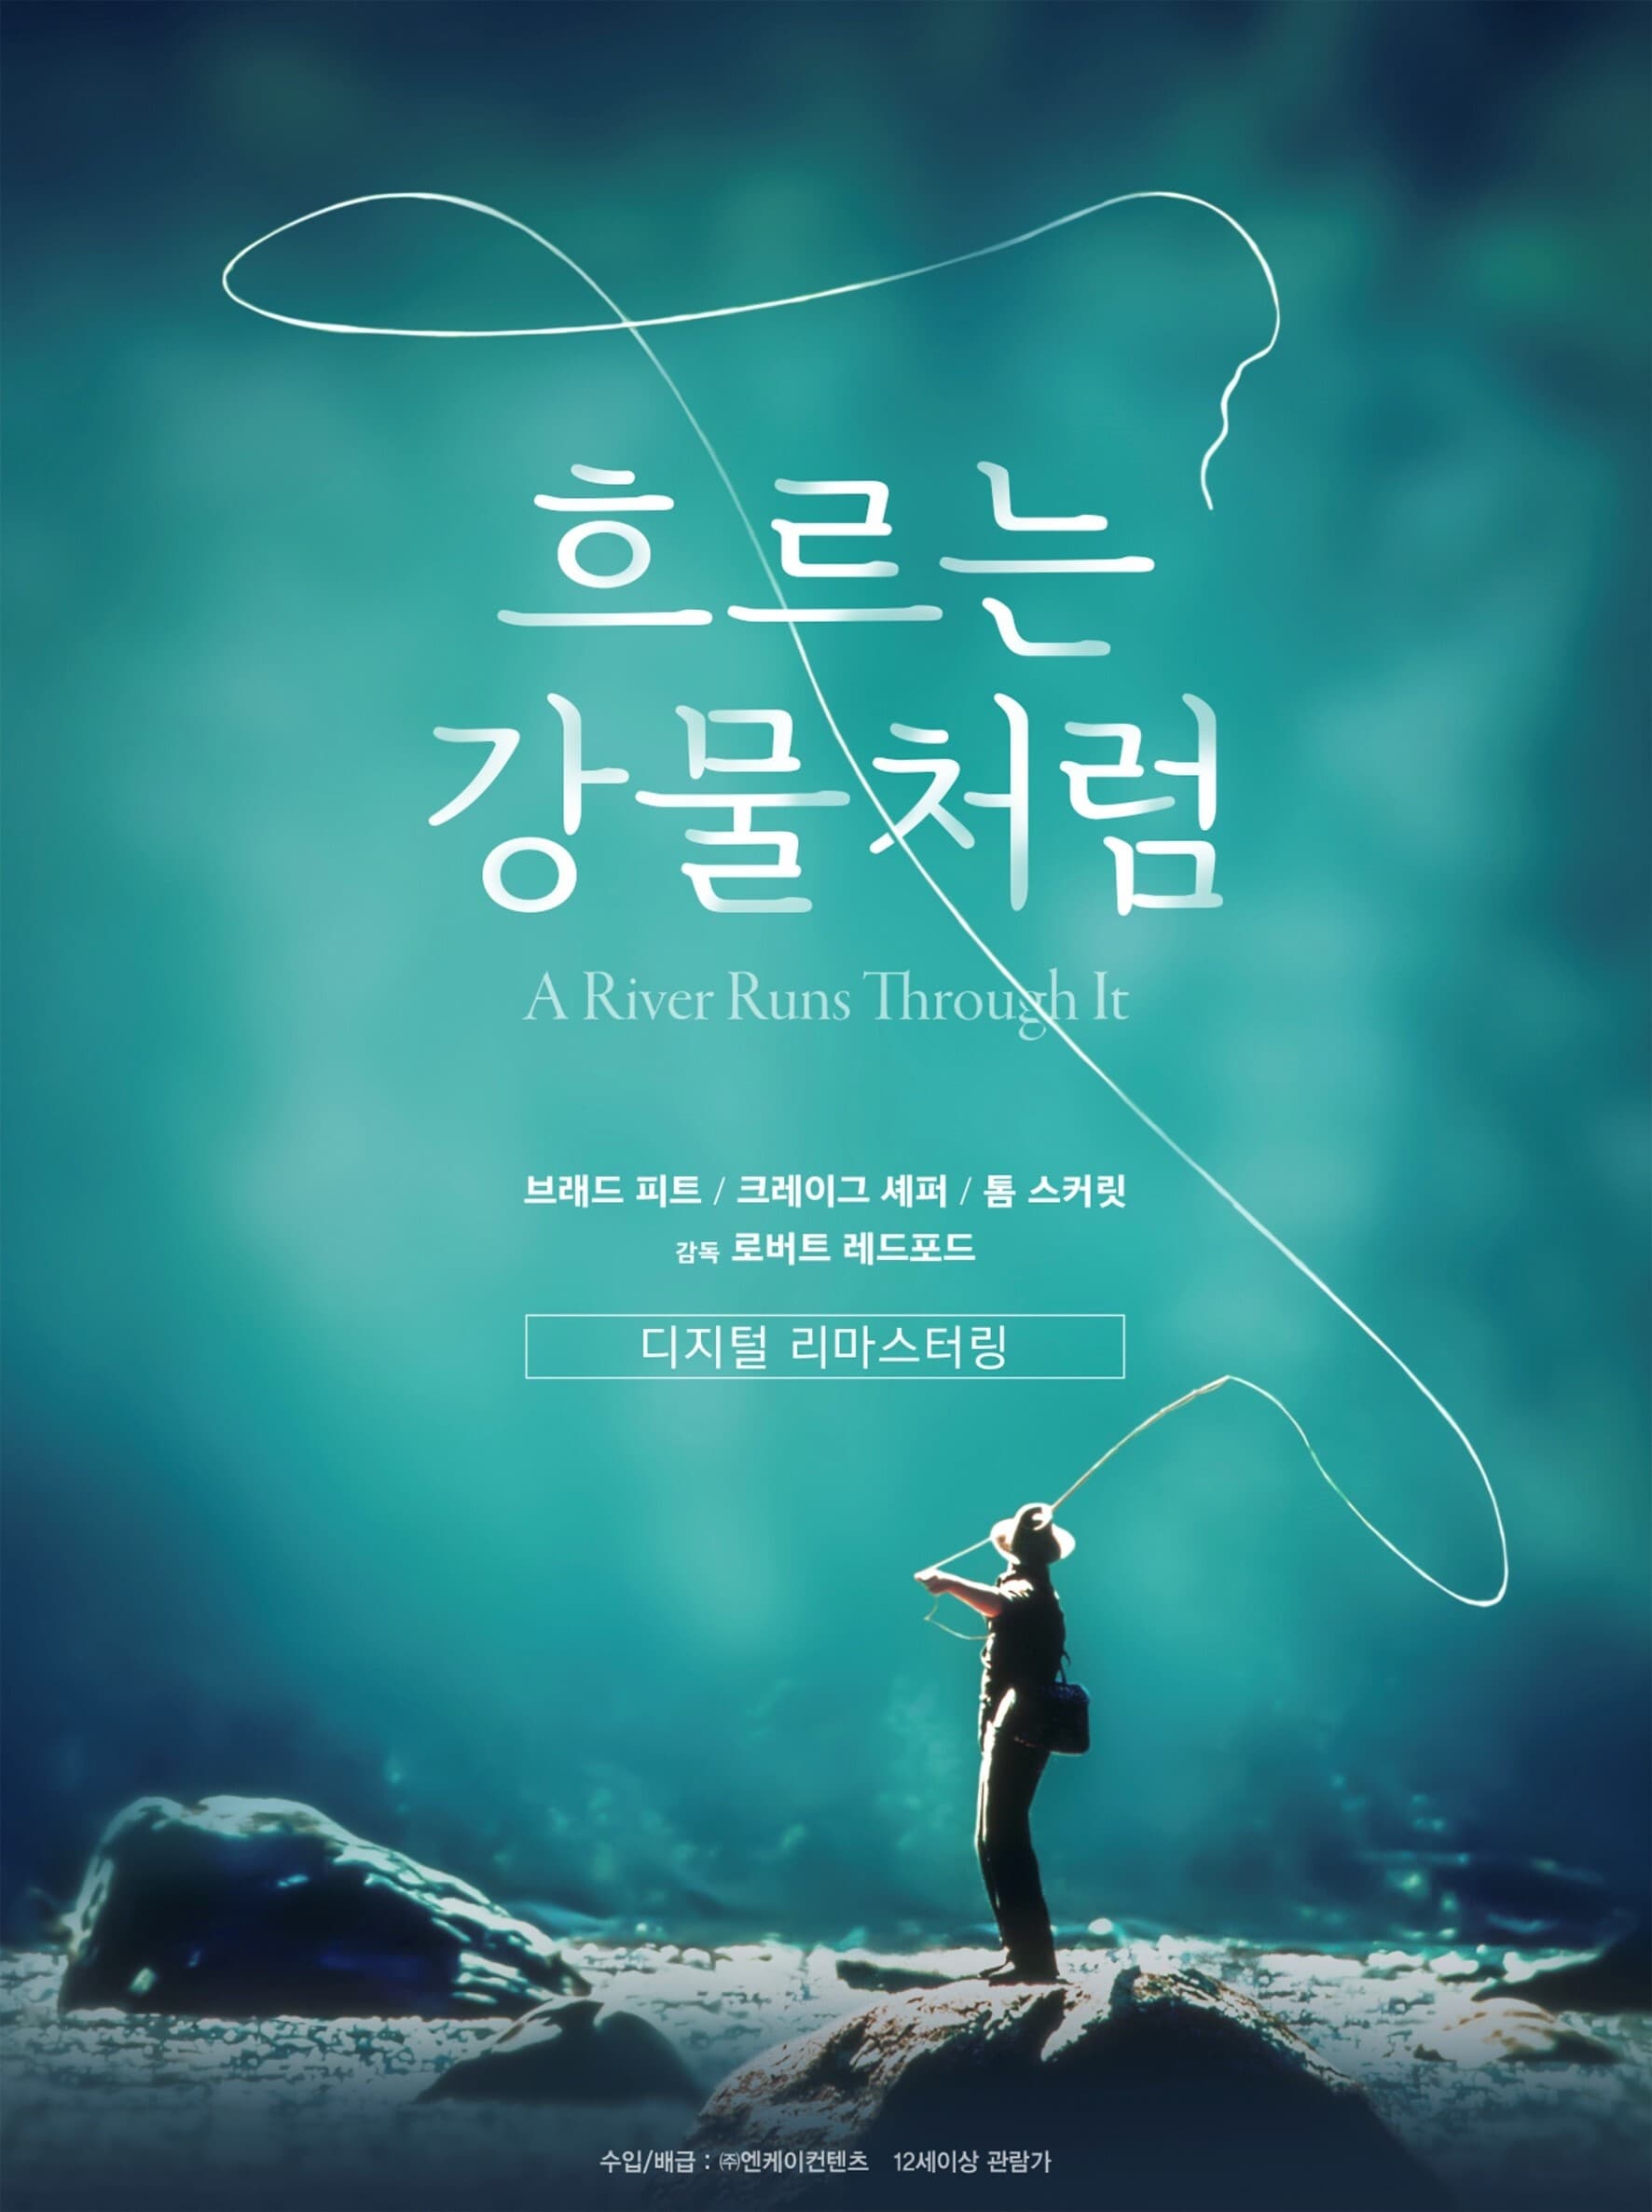 흐르는
강물처럼
A River Runs Through It
브래드 피트 / 크레이그 셰퍼 / 톰 스커릿
감독 로버트 레드포드
디지털 리마스터링
수입/배급 : ㈜엔케이컨텐츠 12세이상 관람가